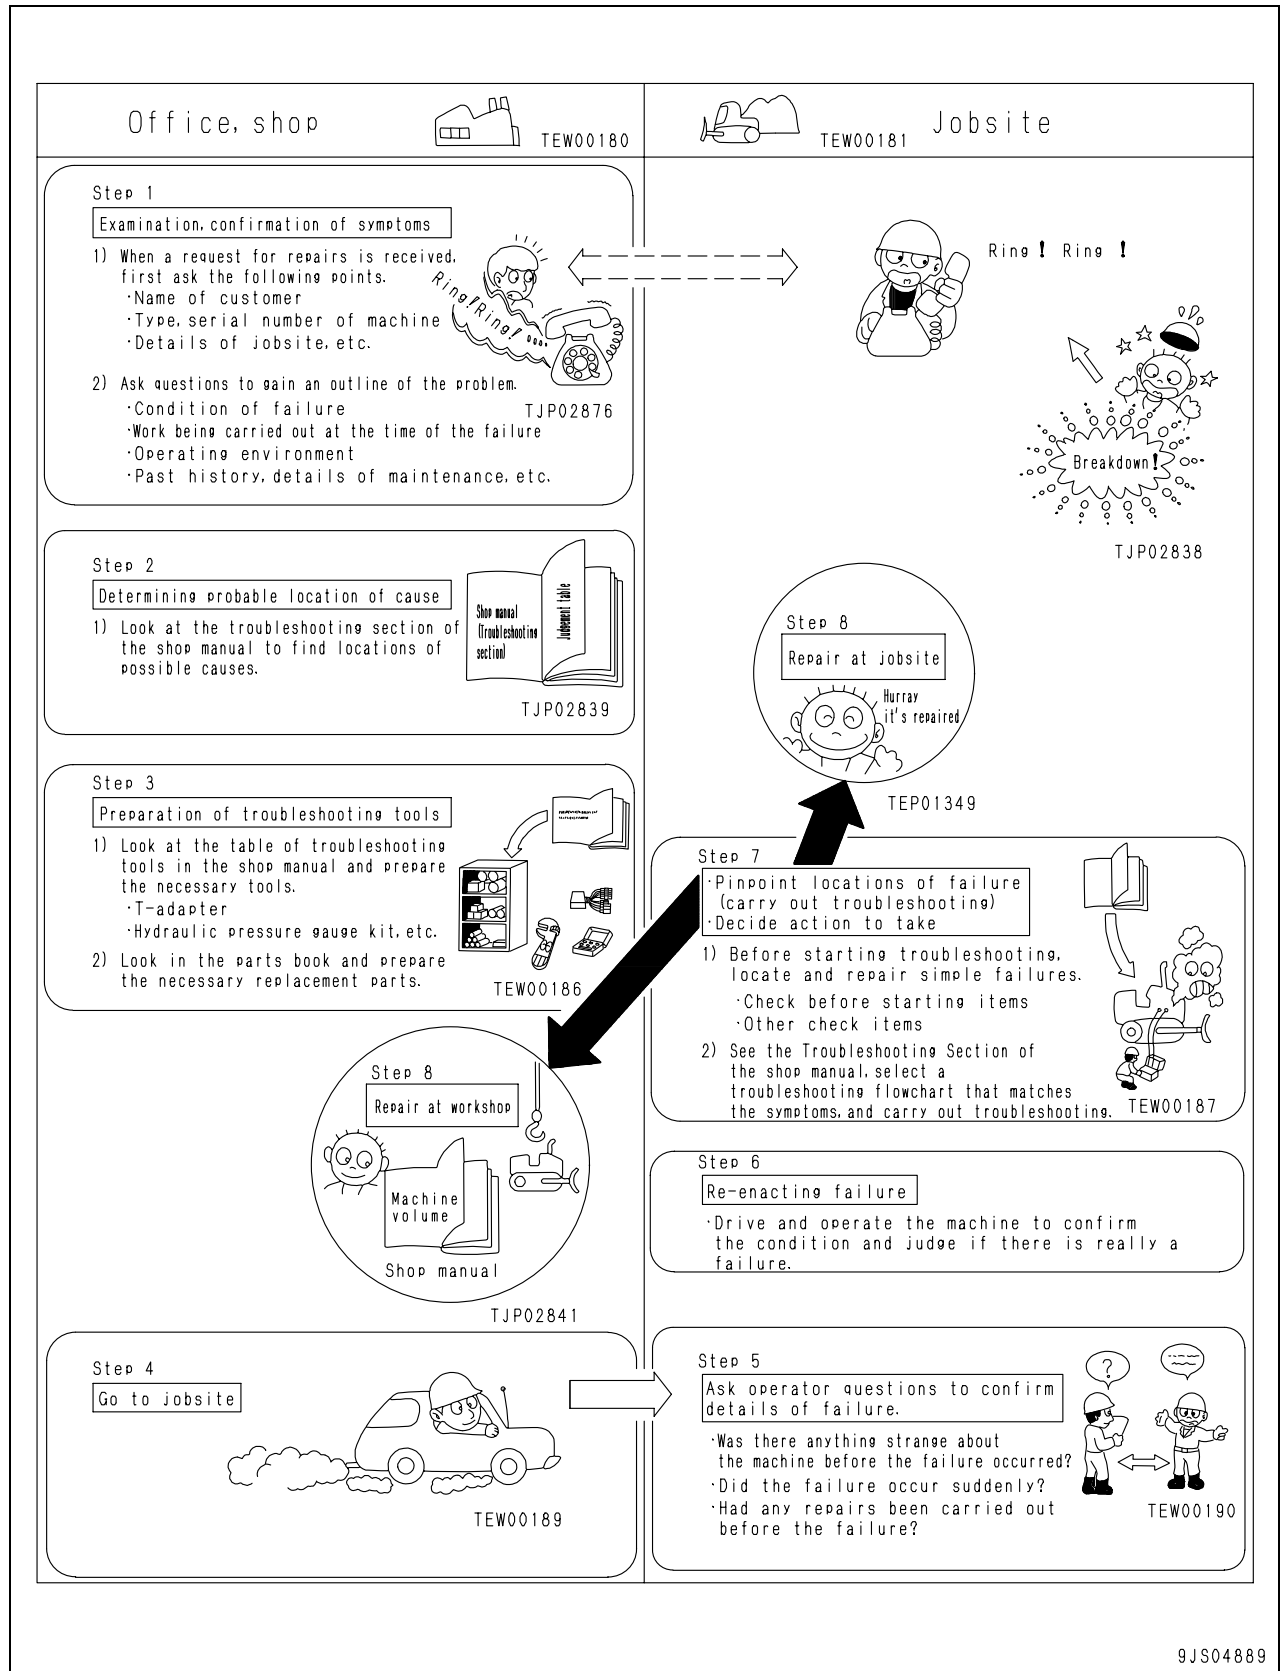 Office, shop
TEW00180
TEW00181
Jobsite
Step 1
Examination, confirmation of symptoms
1) When a request for repairs is received,
first ask the following points.
·Name of customer
·Type, serial number of machine
·Details of jobsite, etc.
Ring! Ring! ....
2) Ask questions to gain an outline of the problem.
·Condition of failure
TJP02876
·Work being carried out at the time of the failure
·Operating environment
·Past history, details of maintenance, etc.
Ring ! Ring !
Breakdown!
TJP02838
Step 2
Determining probable location of cause
1) Look at the troubleshooting section of
the shop manual to find locations of
possible causes.
Shop manual
(Troubleshooting
section)
Judgement table
TJP02839
Step 8
Repair at jobsite
Hurray
it's repaired
TEP01349
Step 3
Preparation of troubleshooting tools
1) Look at the table of troubleshooting
tools in the shop manual and prepare
the necessary tools.
·T-adapter
·Hydraulic pressure gauge kit, etc.
2) Look in the parts book and prepare
the necessary replacement parts.
TEW00186
Step 7
·Pinpoint locations of failure
(carry out troubleshooting)
·Decide action to take
1) Before starting troubleshooting,
locate and repair simple failures.
·Check before starting items
·Other check items
2) See the Troubleshooting Section of
the shop manual, select a
troubleshooting flowchart that matches
the symptoms, and carry out troubleshooting.
TEW00187
Step 8
Repair at workshop
Machine
volume
Shop manual
TJP02841
Step 6
Re-enacting failure
·Drive and operate the machine to confirm
the condition and judge if there is really a
failure.
Step 4
Go to jobsite
TEW00189
Step 5
Ask operator questions to confirm
details of failure.
·Was there anything strange about
the machine before the failure occurred?
·Did the failure occur suddenly?
·Had any repairs been carried out
before the failure?
?
TEW00190
9JS04889